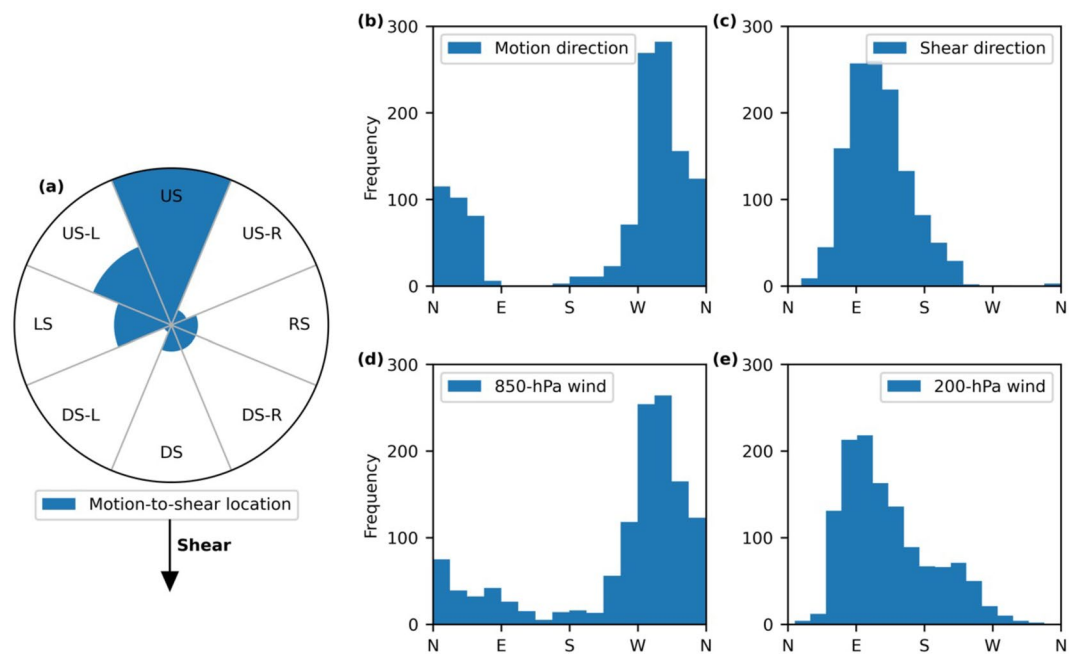 (a)
US
US-L
US-R
LS
RS
DS-L
DS-R
DS
Motion-to-shear location
Shear
(b)
300
Motion direction
200
Frequency
100
0
N E S W N
(c)
300
Shear direction
200
100
0
N E S W N
(d)
300
850-hPa wind
200
Frequency
100
0
N E S W N
(e)
300
200-hPa wind
200
100
0
N E S W N